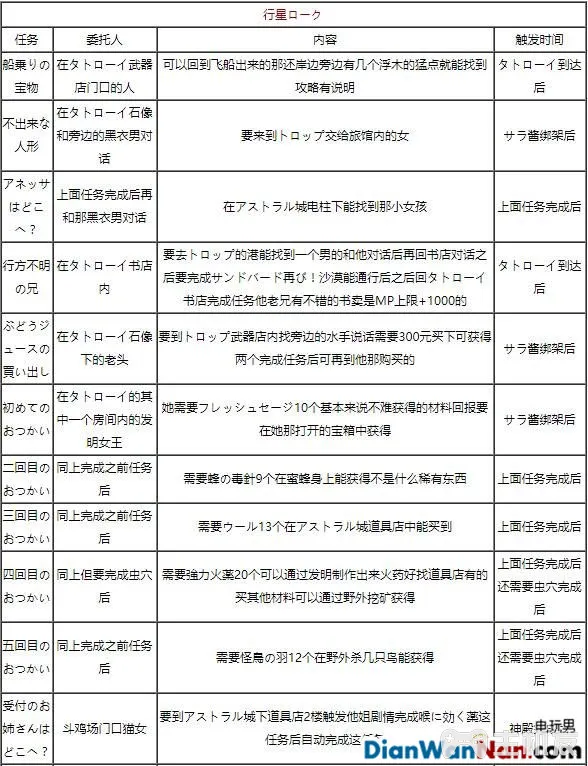 行星ローク
任务 委托人 内容 触发时间
船乗りの
宝物
在タトローイ武器
店门口的人
可以回到飞船出来的那还岸边旁边有几个浮木的猛点就能找到
攻略有说明
タトローイ到达
后
不出来な
人形
在タトローイ石像
和旁边的黑衣男对
话
要来到トロップ交给旅馆内的女
サラ酱绑架后
アネッサ
はどこ
へ？
上面任务完成后再
和那黑衣男对话
在アストラル城电柱下能找到那小女孩
上面任务完成后
行方不明
の兄
在タトローイ书店
内
要去トロップ的港能找到一个男的和他对话后再回书店对话之
后要完成サンドバード再び！沙漠能通行后之后回タトローイ
书店完成任务他老兄有不错的书卖是MP上限+1000的
タトローイ到达
后
ぶどうジ
ュースの
買い出し
在タトローイ石像
下的老头
要到トロップ武器店内找旁边的水手说话需要300元买下可获得
两个完成任务后可再到他那购买的
サラ酱绑架后
初めての
おつかい
在タトローイ的其
中一个房间内的发
明女王
她需要フレッシュセージ10个基本来说不难获得的材料回报要
在她那打开的宝箱中获得
サラ酱绑架后
二回目の
おつかい
同上完成之前任务
后
需要蜂の毒針9个在蜜蜂身上能获得不是什么稀有东西
上面任务完成后
三回目の
おつかい
同上完成之前任务
后
需要ウール13个在アストラル城道具店中能买到
上面任务完成后
四回目の
おつかい
同上但要完成虫穴
后
需要強力火薬20个可以通过发明制作出来火药好找道具店有的
买其他材料可以通过野外挖矿获得
上面任务完成后
还需要虫穴完成
后
五回目の
おつかい
同上完成之前任务
后
需要怪鳥の羽12个在野外杀几只鸟能获得
上面任务完成后
还需要虫穴完成
后
受付のお
姉さんは
どこへ？
斗鸡场门口猫女
要到アストラル城下道具店2楼触发他姐剧情完成喉に効く薬这
任务后自动完成这
神殿
电玩男
DianWanNan.com